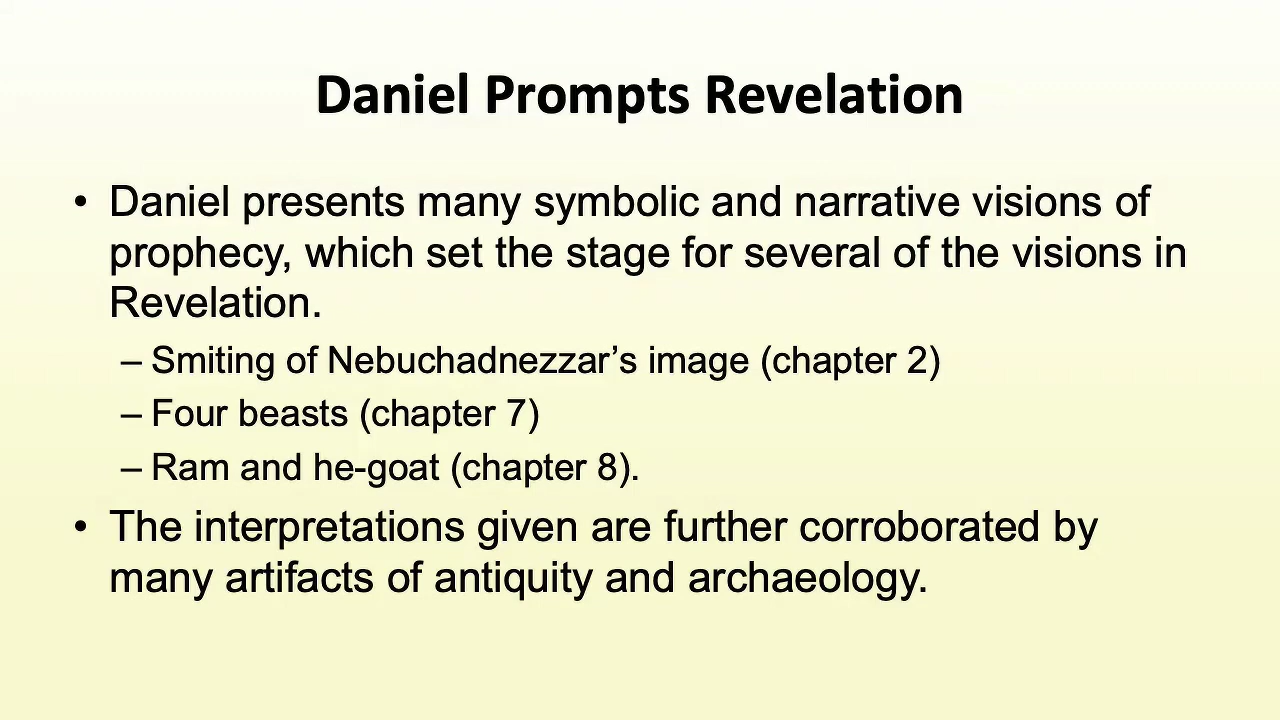 Daniel Prompts Revelation
• Daniel presents many symbolic and narrative visions of
prophecy, which set the stage for several of the visions in
Revelation.
– Smiting of Nebuchadnezzar’s image (chapter 2)
– Four beasts (chapter 7)
– Ram and he-goat (chapter 8).
• The interpretations given are further corroborated by
many artifacts of antiquity and archaeology.